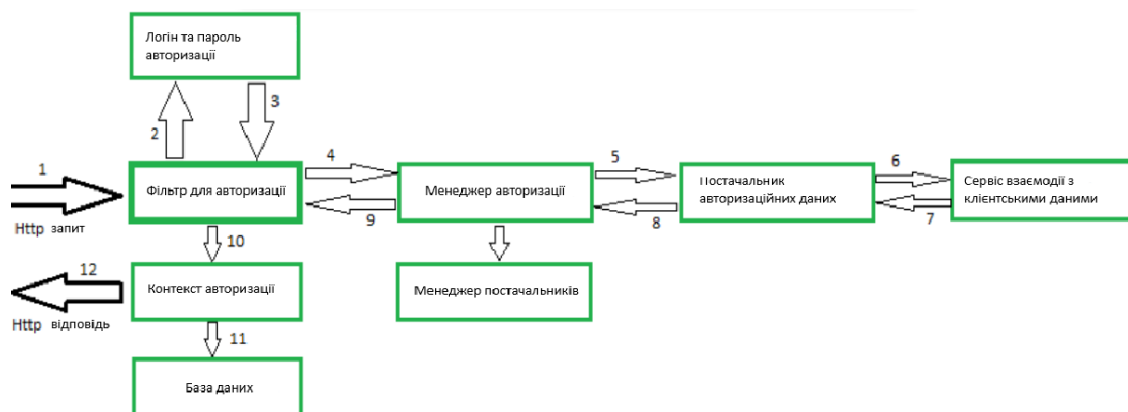 Логін та пароль
авторизації
2
3
1
Фільтр для авторизації
Http запит
4
9
Менеджер авторизації
5
8
Постачальник
авторизаційних даних
6
7
Сервіс взаємодії з
клієнтськими даними
10
12
Контекст авторизації
Http відповідь
Менеджер постачальників
11
База даних